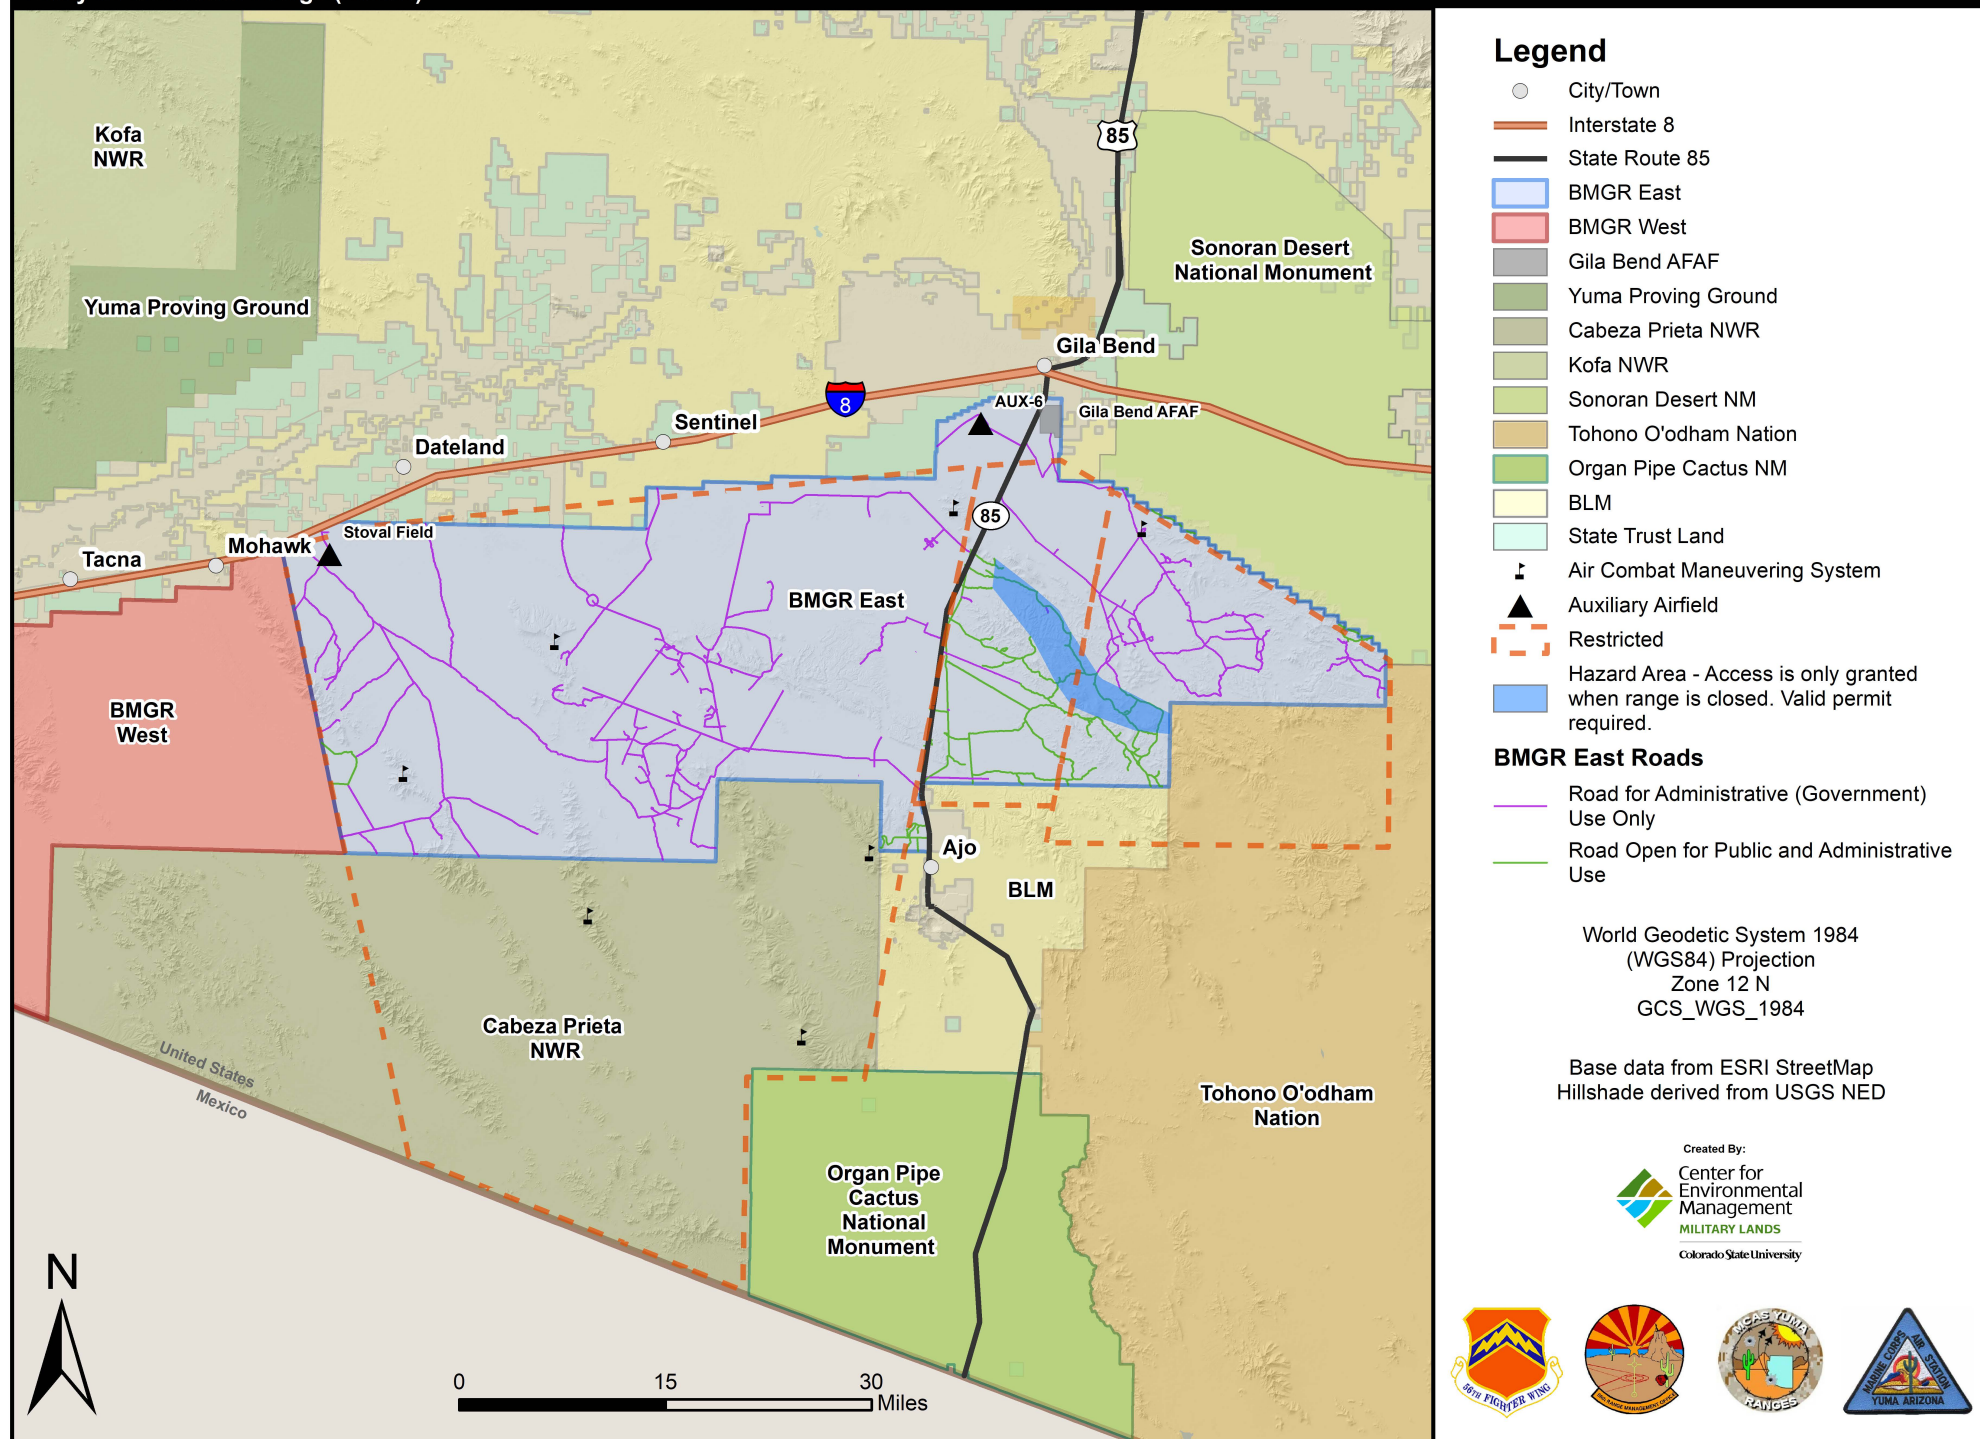 Kofa
NWR
Yuma Proving Ground
85
Sonoran Desert
National Monument
Gila Bend
AUX-6
Gila Bend AFAF
8
Sentinel
Dateland
Stoval Field
Mohawk
Tacna
85
BMGR East
BMGR
West
Ajo
BLM
Cabeza Prieta
NWR
United States
Mexico
Tohono O'odham
Nation
Organ Pipe
Cactus
National
Monument
N
0 15 30
Miles
Legend
City/Town
Interstate 8
State Route 85
BMGR East
BMGR West
Gila Bend AFAF
Yuma Proving Ground
Cabeza Prieta NWR
Kofa NWR
Sonoran Desert NM
Tohono O'odham Nation
Organ Pipe Cactus NM
BLM
State Trust Land
Air Combat Maneuvering System
Auxiliary Airfield
Restricted
Hazard Area - Access is only granted
when range is closed. Valid permit
required.
BMGR East Roads
Road for Administrative (Government)
Use Only
Road Open for Public and Administrative
Use
World Geodetic System 1984
(WGS84) Projection
Zone 12 N
GCS_WGS_1984
Base data from ESRI StreetMap
Hillshade derived from USGS NED
Created By:
Center for
Environmental
Management
MILITARY LANDS
Colorado State University
56TH FIGHTER WING
RANGE MANAGEMENT OFFICE
MCAS YUMA
RANGES
MARINE CORPS
AIR STATION
YUMA ARIZONA